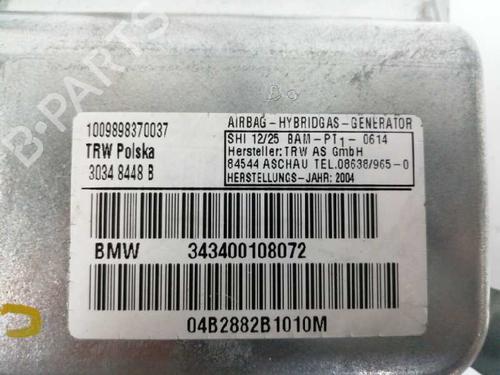 B-PARTS
1009898370037
TRW Polska
3034 8448 B
AIRBAG-HYBRIDGAS-GENERATOR
SHI 12/25 BAM-PT1- 0614
Hersteller:TRW AS GmbH
84544 ASCHAU TEL.08638/965-0
HERSTELLUNGS-JAHR: 2004
BMW 343400108072
04B2882B1010M